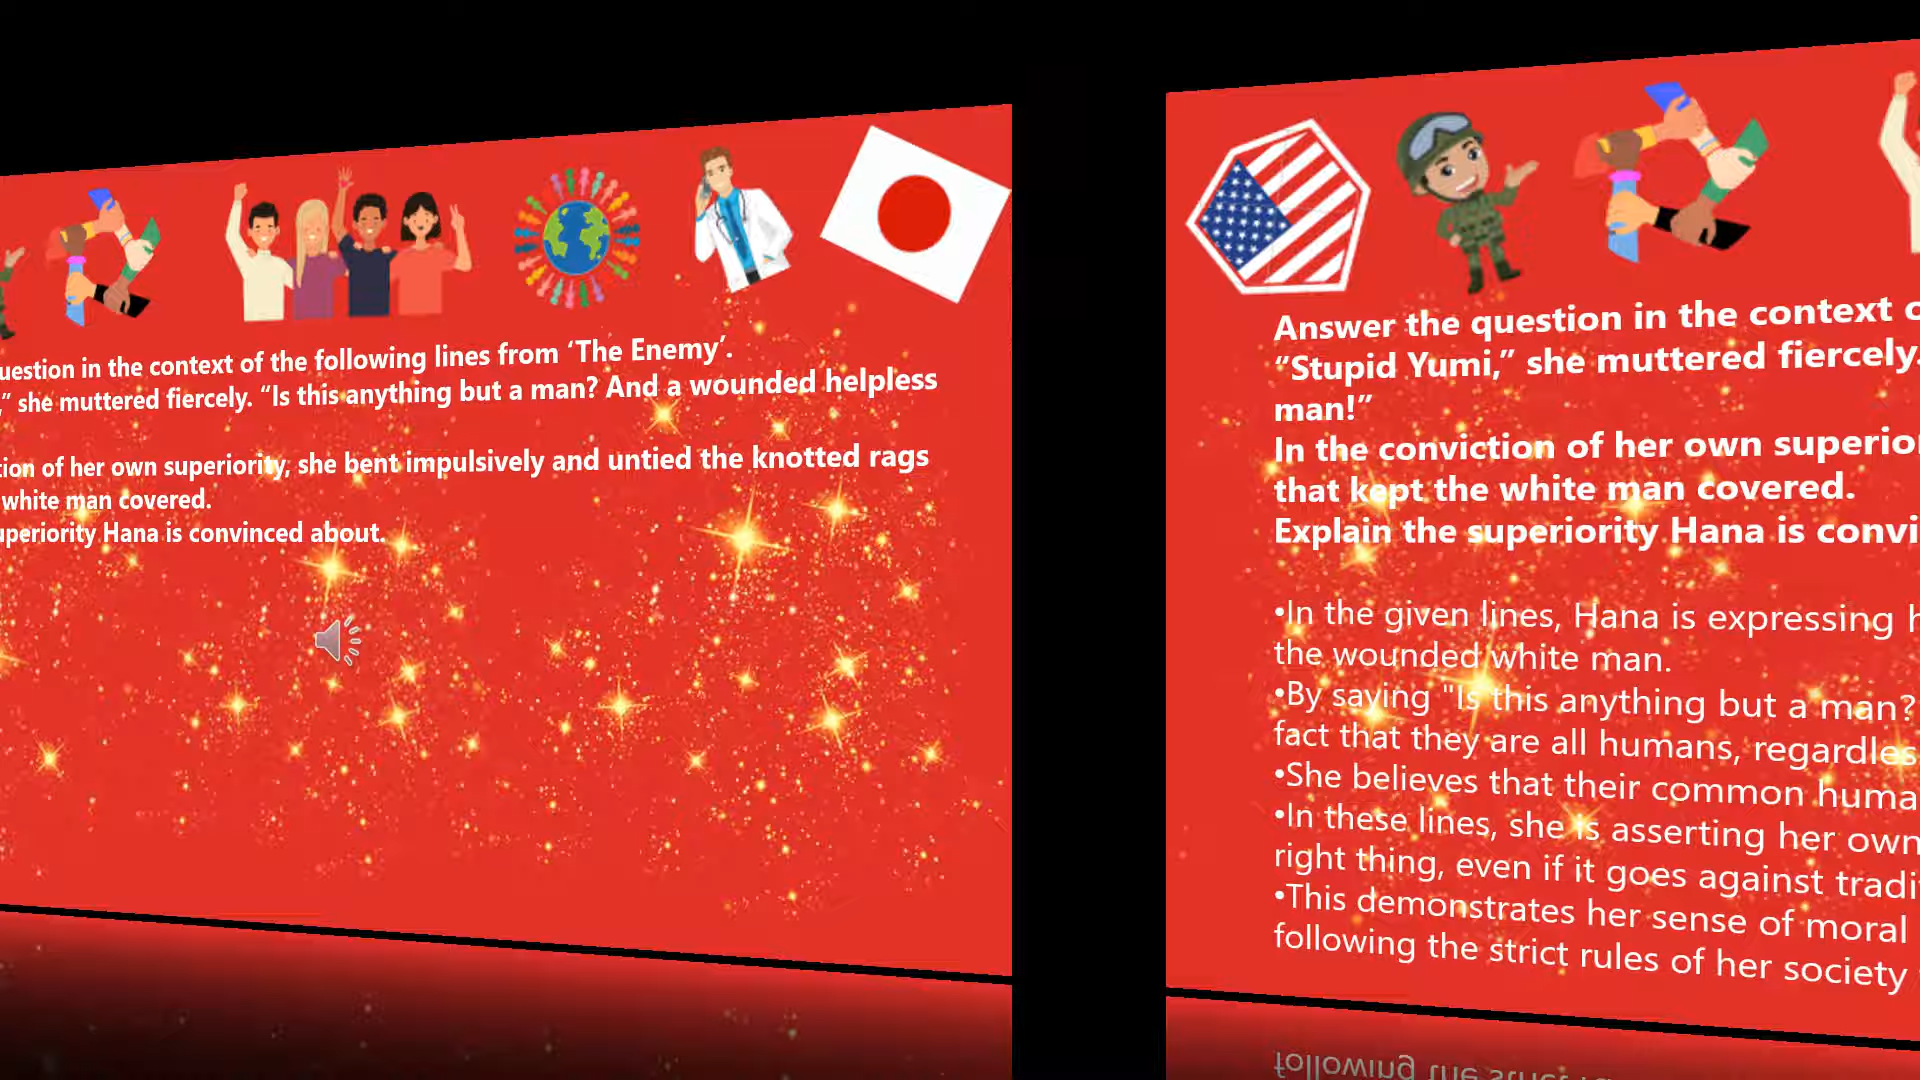 uestion in the context of the following lines from ‘The Enemy’.
,” she muttered fiercely. “Is this anything but a man? And a wounded helpless
tion of her own superiority, she bent impulsively and untied the knotted rags
white man covered.
uperiority Hana is convinced about.
Answer the question in the context
“Stupid Yumi,” she muttered fiercely.
man!”
In the conviction of her own superio
that kept the white man covered.
Explain the superiority Hana is convi
•In the given lines, Hana is expressing h
the wounded white man.
•By saying "Is this anything but a man?
fact that they are all humans, regardles
•She believes that their common huma
•In these lines, she is asserting her own
right thing, even if it goes against tradi
•This demonstrates her sense of moral
following the strict rules of her society